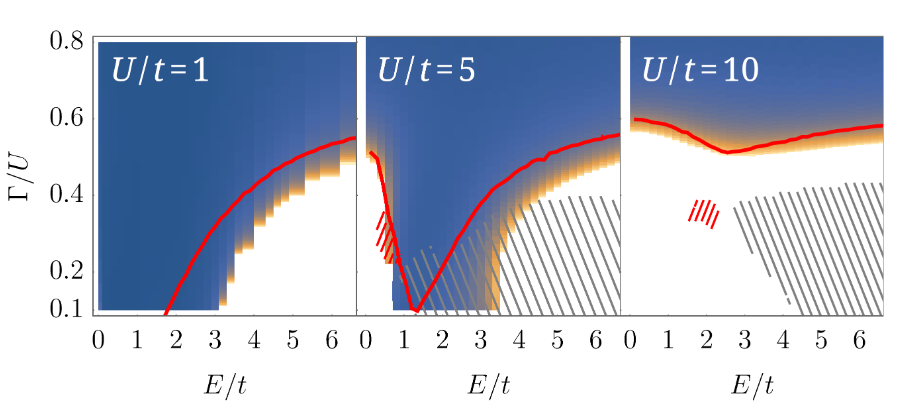 U/t=1
U/t=5
U/t=10
Γ/U
0.8
0.6
0.4
0.2
0.1
0 1 2 3 4 5 6
0 1 2 3 4 5 6
0 1 2 3 4 5 6
E/t
E/t
E/t